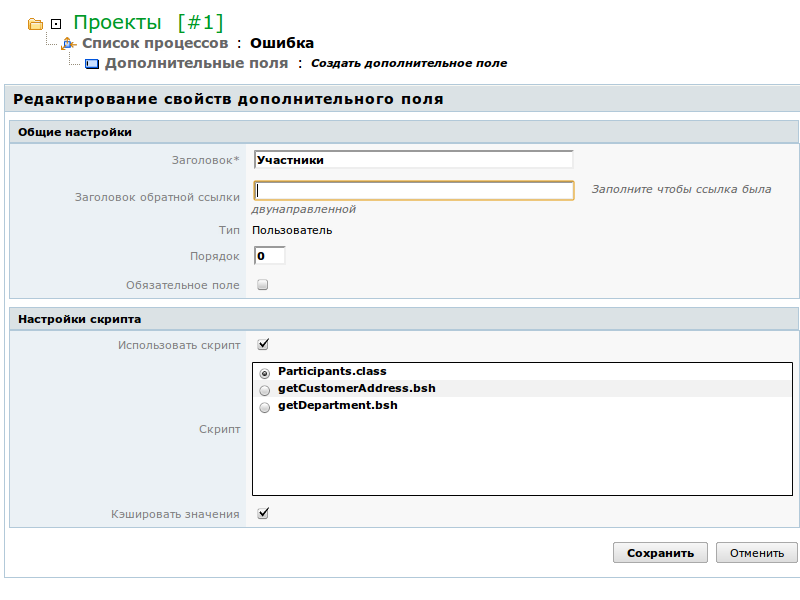 Проекты [#1]
Список процессов : Ошибка
Дополнительные поля : Создать дополнительное поле
Редактирование свойств дополнительного поля
Общие настройки
Заголовок* Участники
Заголовок обратной ссылки Заполните чтобы ссылка была
двунаправленной
Тип Пользователь
Порядок 0
Обязательное поле
Настройки скрипта
Использовать скрипт
Participants.class
getCustomerAddress.bsh
getDepartment.bsh
Скрипт
Кэшировать значения
Сохранить Отменить